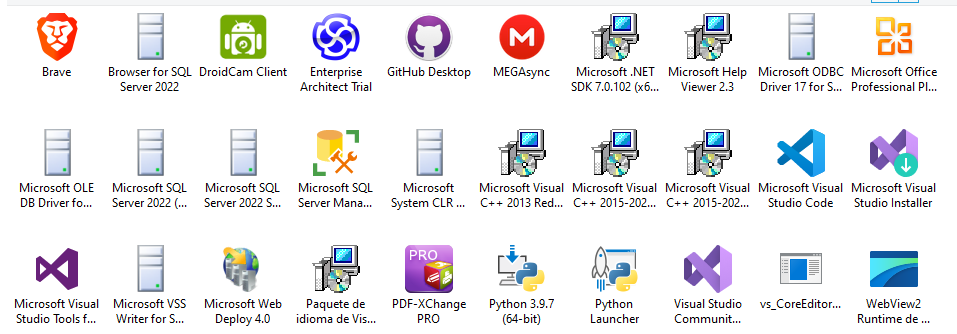 Brave
Browser for SQL
Server 2022
DroidCam Client
Enterprise
Architect Trial
GitHub Desktop
MEGAsync
Microsoft .NET
SDK 7.0.102 (x6...
Microsoft Help
Viewer 2.3
Microsoft ODBC
Driver 17 for S...
Microsoft Office
Professional Pl...
Microsoft OLE
DB Driver fo...
Microsoft SQL
Server 2022 (...
Microsoft SQL
Server 2022 S...
Microsoft SQL
Server Mana...
Microsoft
System CLR ...
Microsoft Visual
C++ 2013 Red...
Microsoft Visual
C++ 2015-202...
Microsoft Visual
C++ 2015-202...
Microsoft Visual
Studio Code
Microsoft Visual
Studio Installer
Microsoft Visual
Studio Tools f...
Microsoft VSS
Writer for S...
Microsoft Web
Deploy 4.0
Paquete de
idioma de Vis...
PRO
PDF-XChange
PRO
Python 3.9.7
(64-bit)
Python
Launcher
Visual Studio
Communit...
vs_CoreEditor...
WebView2
Runtime de ...